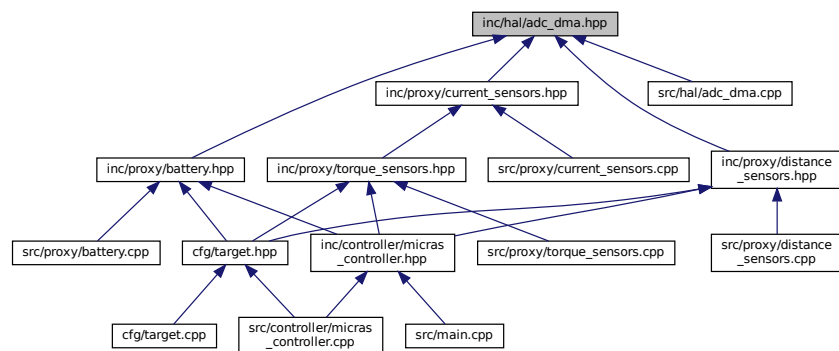 inc/hal/adc_dma.hpp
inc/proxy/current_sensors.hpp
src/hal/adc_dma.cpp
inc/proxy/battery.hpp
inc/proxy/torque_sensors.hpp
src/proxy/current_sensors.cpp
inc/proxy/distance
_sensors.hpp
src/proxy/battery.cpp
cfg/target.hpp
inc/controller/micras
_controller.hpp
src/proxy/torque_sensors.cpp
src/proxy/distance
_sensors.cpp
cfg/target.cpp
src/controller/micras
_controller.cpp
src/main.cpp